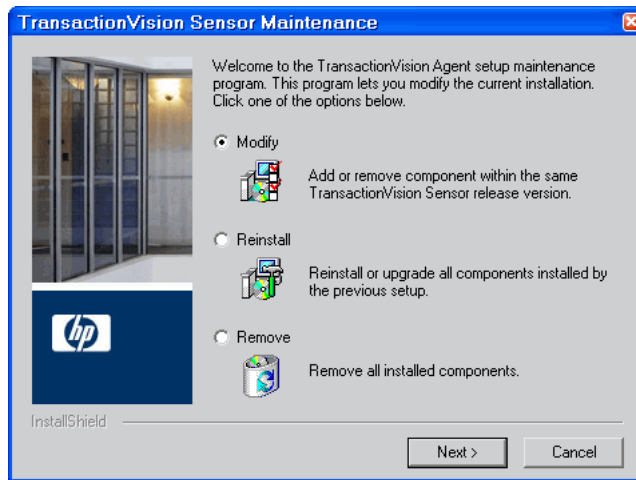 TransactionVision Sensor Maintenance
Welcome to the TransactionVision Agent setup maintenance
program. This program lets you modify the current installation.
Click one of the options below.
Modify
Add or remove component within the same
TransactionVision Sensor release version.
Reinstall
Reinstall or upgrade all components installed by
the previous setup.
Remove
Remove all installed components.
hp
InstallShield
Next >
Cancel